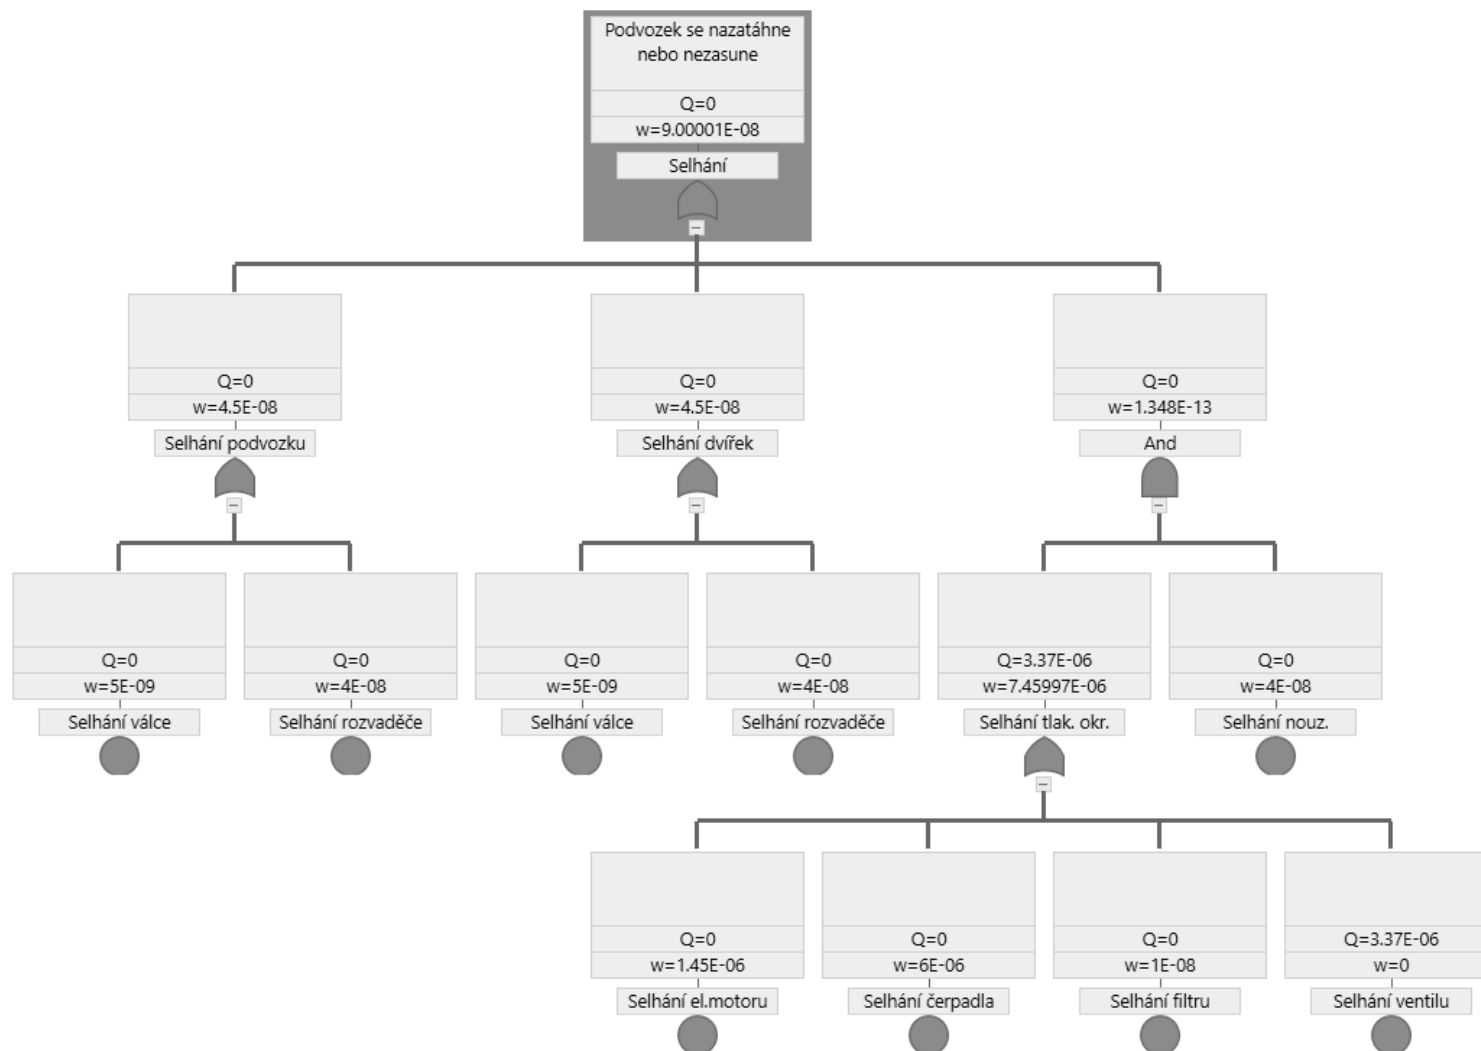 Podvozek se nazatáhne
nebo nezasune
Q=0
w=9.00001E-08
Selhání
Q=0
w=4.5E-08
Selhání podvozku
Q=0
w=4.5E-08
Selhání dvířek
Q=0
w=1.348E-13
And
Q=0
w=5E-09
Selhání válce
Q=0
w=4E-08
Selhání rozvaděče
Q=0
w=5E-09
Selhání válce
Q=0
w=4E-08
Selhání rozvaděče
Q=3.37E-06
w=7.45997E-06
Selhání tlak. okr.
Q=0
w=4E-08
Selhání nouz.
Q=0
w=1.45E-06
Selhání el.motoru
Q=0
w=6E-06
Selhání čerpadla
Q=0
w=1E-08
Selhání filtru
Q=3.37E-06
w=0
Selhání ventilu